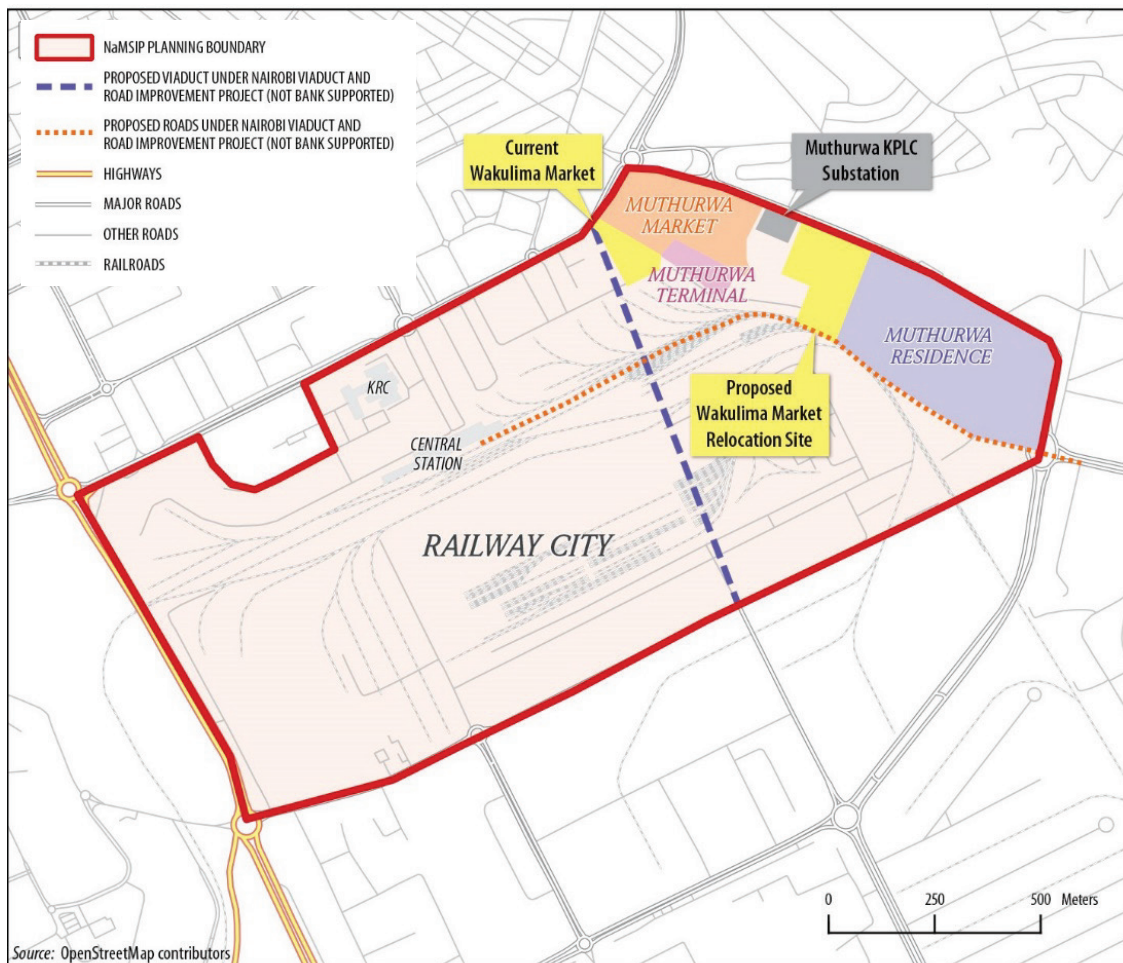 NaMSIP PLANNING BOUNDARY
PROPOSED VIADUCT UNDER NAIROBI VIADUCT AND
ROAD IMPROVEMENT PROJECT (NOT BANK SUPPORTED)
PROPOSED ROADS UNDER NAIROBI VIADUCT AND
ROAD IMPROVEMENT PROJECT (NOT BANK SUPPORTED)
HIGHWAYS
MAJOR ROADS
OTHER ROADS
RAILROADS
Current
Wakulima Market
Muthurwa KPLC
Substation
MUTHURWA
MARKET
MUTHURWA
TERMINAL
MUTHURWA
RESIDENCE
KRC
Proposed
Wakulima Market
Relocation Site
CENTRAL
STATION
RAILWAY CITY
0 250 500 Meters
Source: OpenStreetMap contributors